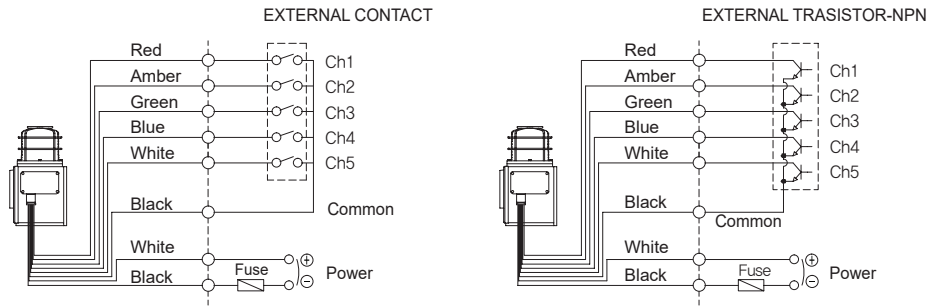 EXTERNAL CONTACT
Red
Ch1
Amber
Ch2
Green
Ch3
Blue
Ch4
White
Ch5
Black
Common
White
Black
Fuse
Power
EXTERNAL TRASISTOR-NPN
Red
Ch1
Amber
Ch2
Green
Ch3
Blue
Ch4
White
Ch5
Black
Common
White
Black
Fuse
Power